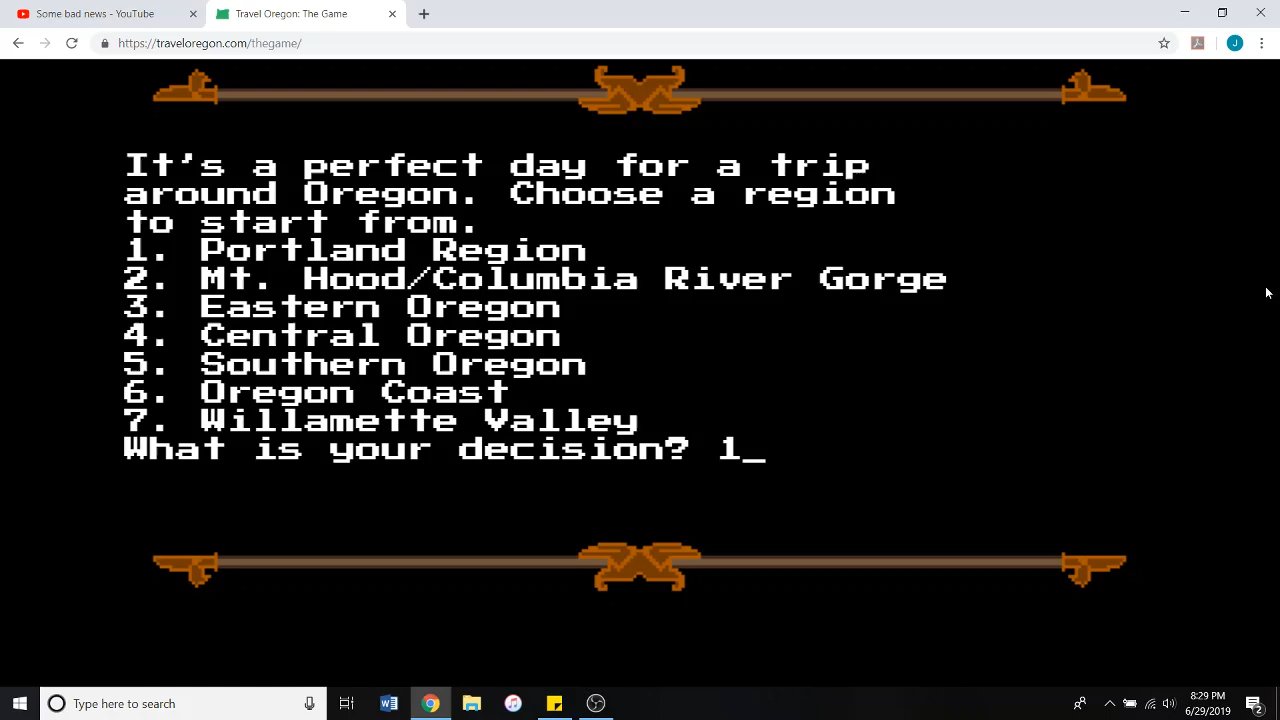 Some bad news - YouTube
Travel Oregon: The Game
https://traveloregon.com/thegame/
J
It's a perfect day for a trip
around Oregon. Choose a region
to start from.
1. Portland Region
2. Mt. Hood/Columbia River Gorge
3. Eastern Oregon
4. Central Oregon
5. Southern Oregon
6. Oregon Coast
7. Willamette Valley
What is your decision? 1_
Type here to search
8:29 PM
6/29/2019
2